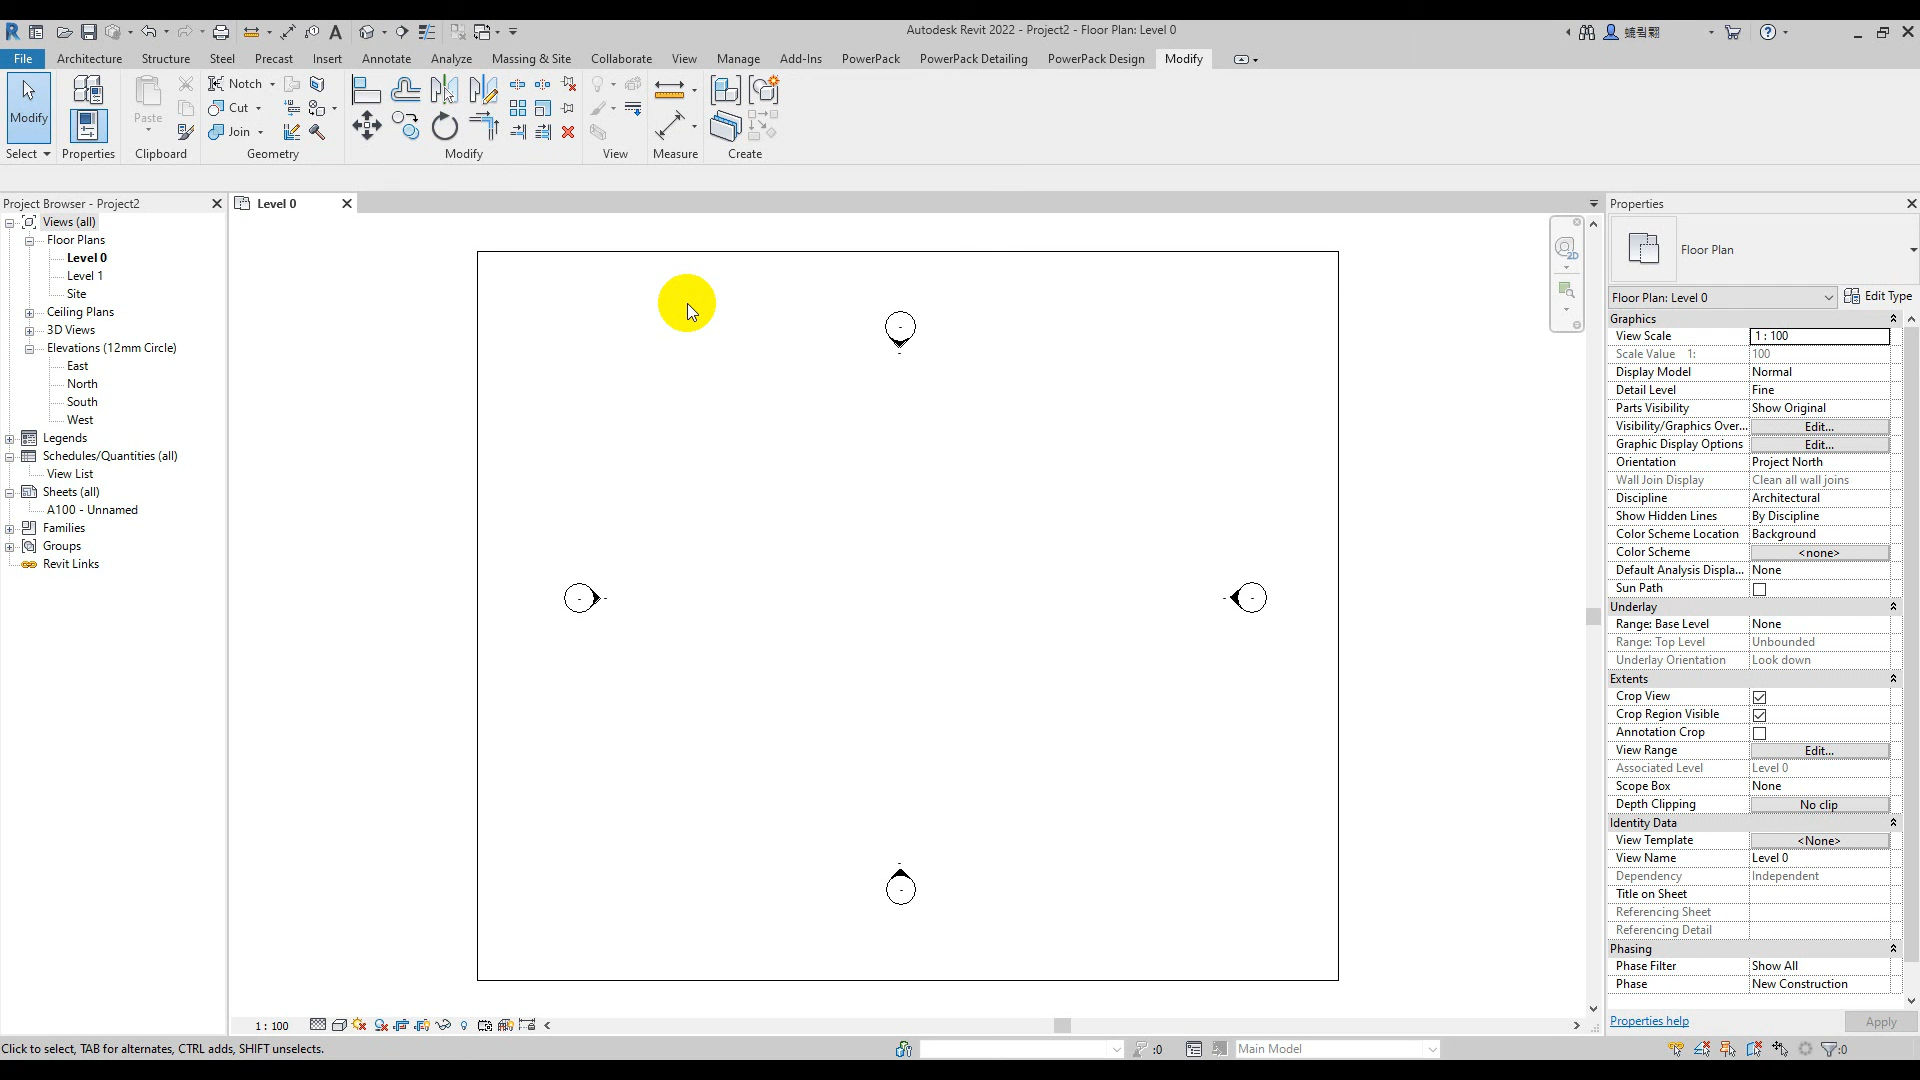 Autodesk Revit 2022 - Project2 - Floor Plan: Level 0
File Architecture Structure Steel Precast Insert Annotate Analyze Massing & Site Collaborate View Manage Add-Ins PowerPack PowerPack Detailing PowerPack Design Modify
Notch
Modify
Paste
Cut
Join
Select Properties Clipboard Geometry Modify View Measure Create
Project Browser - Project2
Level 0
Properties
Views (all)
Floor Plans
Level 0
Level 1
Site
Ceiling Plans
3D Views
Elevations (12mm Circle)
East
North
South
West
Legends
Schedules/Quantities (all)
View List
Sheets (all)
A100 - Unnamed
Families
Groups
Revit Links
2D
Floor Plan
Floor Plan: Level 0 Edit Type
Graphics
View Scale 1 : 100
Scale Value 1: 100
Display Model Normal
Detail Level Fine
Parts Visibility Show Original
Visibility/Graphics Over... Edit...
Graphic Display Options Edit...
Orientation Project North
Wall Join Display Clean all wall joins
Discipline Architectural
Show Hidden Lines By Discipline
Color Scheme Location Background
Color Scheme <none>
Default Analysis Displa... None
Sun Path
Underlay
Range: Base Level None
Range: Top Level Unbounded
Underlay Orientation Look down
Extents
Crop View
Crop Region Visible
Annotation Crop
View Range Edit...
Associated Level Level 0
Scope Box None
Depth Clipping No clip
Identity Data
View Template <None>
View Name Level 0
Dependency Independent
Title on Sheet
Referencing Sheet
Referencing Detail
Phasing
Phase Filter Show All
Phase New Construction
Properties help Apply
1 : 100
Click to select, TAB for alternates, CTRL adds, SHIFT unselects. :0 Main Model :0